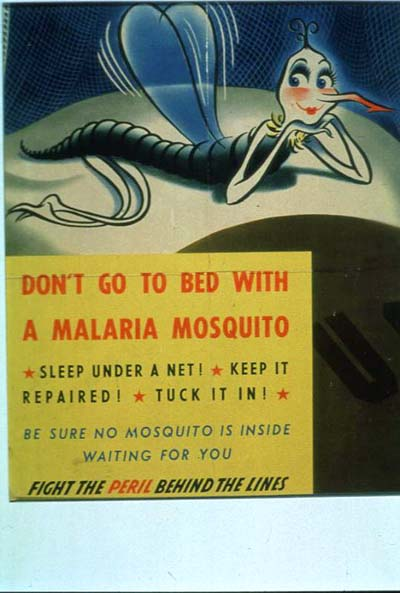 DON'T GO TO BED WITH
A MALARIA MOSQUITO
★ SLEEP UNDER A NET! ★ KEEP IT
REPAIRED! ★ TUCK IT IN! ★
BE SURE NO MOSQUITO IS INSIDE
WAITING FOR YOU
FIGHT THE PERIL BEHIND THE LINES
U